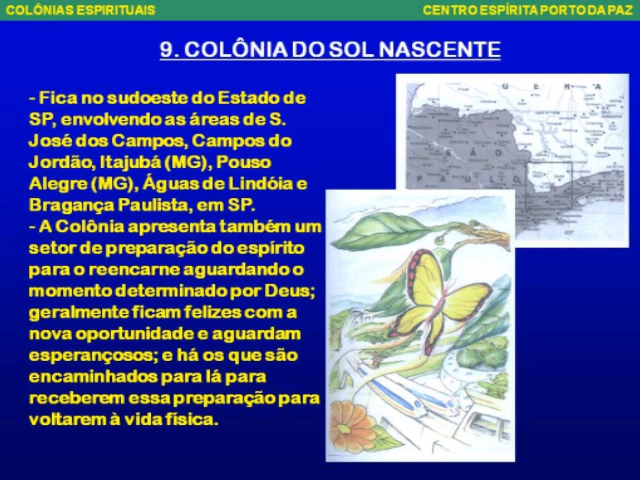 COLÔNIAS ESPIRITUAIS
CENTRO ESPÍRITA PORTO DA PAZ
9. COLÔNIA DO SOL NASCENTE
- Fica no sudoeste do Estado de
SP, envolvendo as áreas de S.
José dos Campos, Campos do
Jordão, Itajubá (MG), Pouso
Alegre (MG), Águas de Lindóia e
Bragança Paulista, em SP.
- A Colônia apresenta também um
setor de preparação do espírito
para o reencarne aguardando o
momento determinado por Deus;
geralmente ficam felizes com a
nova oportunidade e aguardam
esperançosos; e há os que são
encaminhados para lá para
receberem essa preparação para
voltarem à vida física.
G E R A
S Ã O
P A U L O